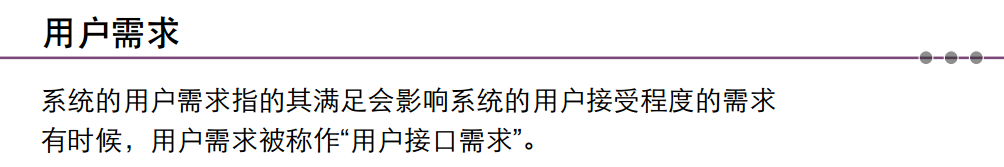 用户需求
系统的用户需求指的其满足会影响系统的用户接受程度的需求
有时候，用户需求被称作“用户接口需求”。